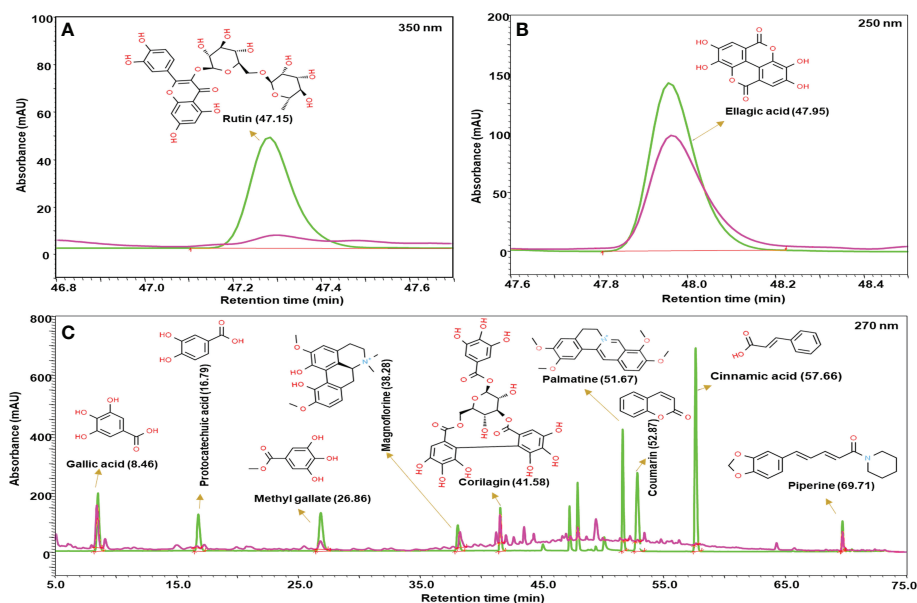 A
350 nm
100
80
60
40
20
0
Absorbance (mAU)
Rutin (47.15)
46.8
47.0
47.2
47.4
47.6
Retention time (min)
B
250 nm
200
150
100
50
0
Absorbance (mAU)
Ellagic acid (47.95)
47.6
47.8
48.0
48.2
48.5
Retention time (min)
C
270 nm
800
600
400
200
00
Absorbance (mAU)
Gallic acid (8.46)
Protocatechuic acid (16.79)
Methyl gallate (26.86)
Magnoflorine (38.28)
Corilagin (41.58)
Palmatine (51.67)
Coumarin (52.87)
Cinnamic acid (57.66)
Piperine (69.71)
5.0
15.0
25.0
35.0
45.0
55.0
65.0
75.0
Retention time (min)